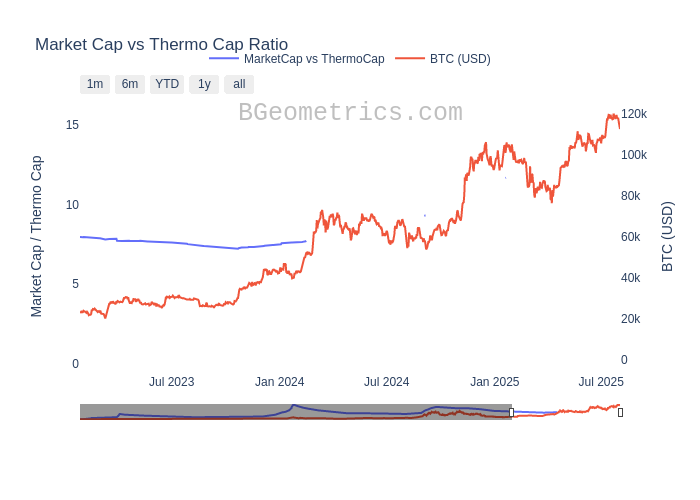 Market Cap vs Thermo Cap Ratio
MarketCap vs ThermoCap
BTC (USD)
1m
6m
YTD
1y
all
BGeometrics.com
15
10
5
0
Market Cap / Thermo Cap
120k
100k
80k
60k
40k
20k
0
BTC (USD)
Jul 2023
Jan 2024
Jul 2024
Jan 2025
Jul 2025